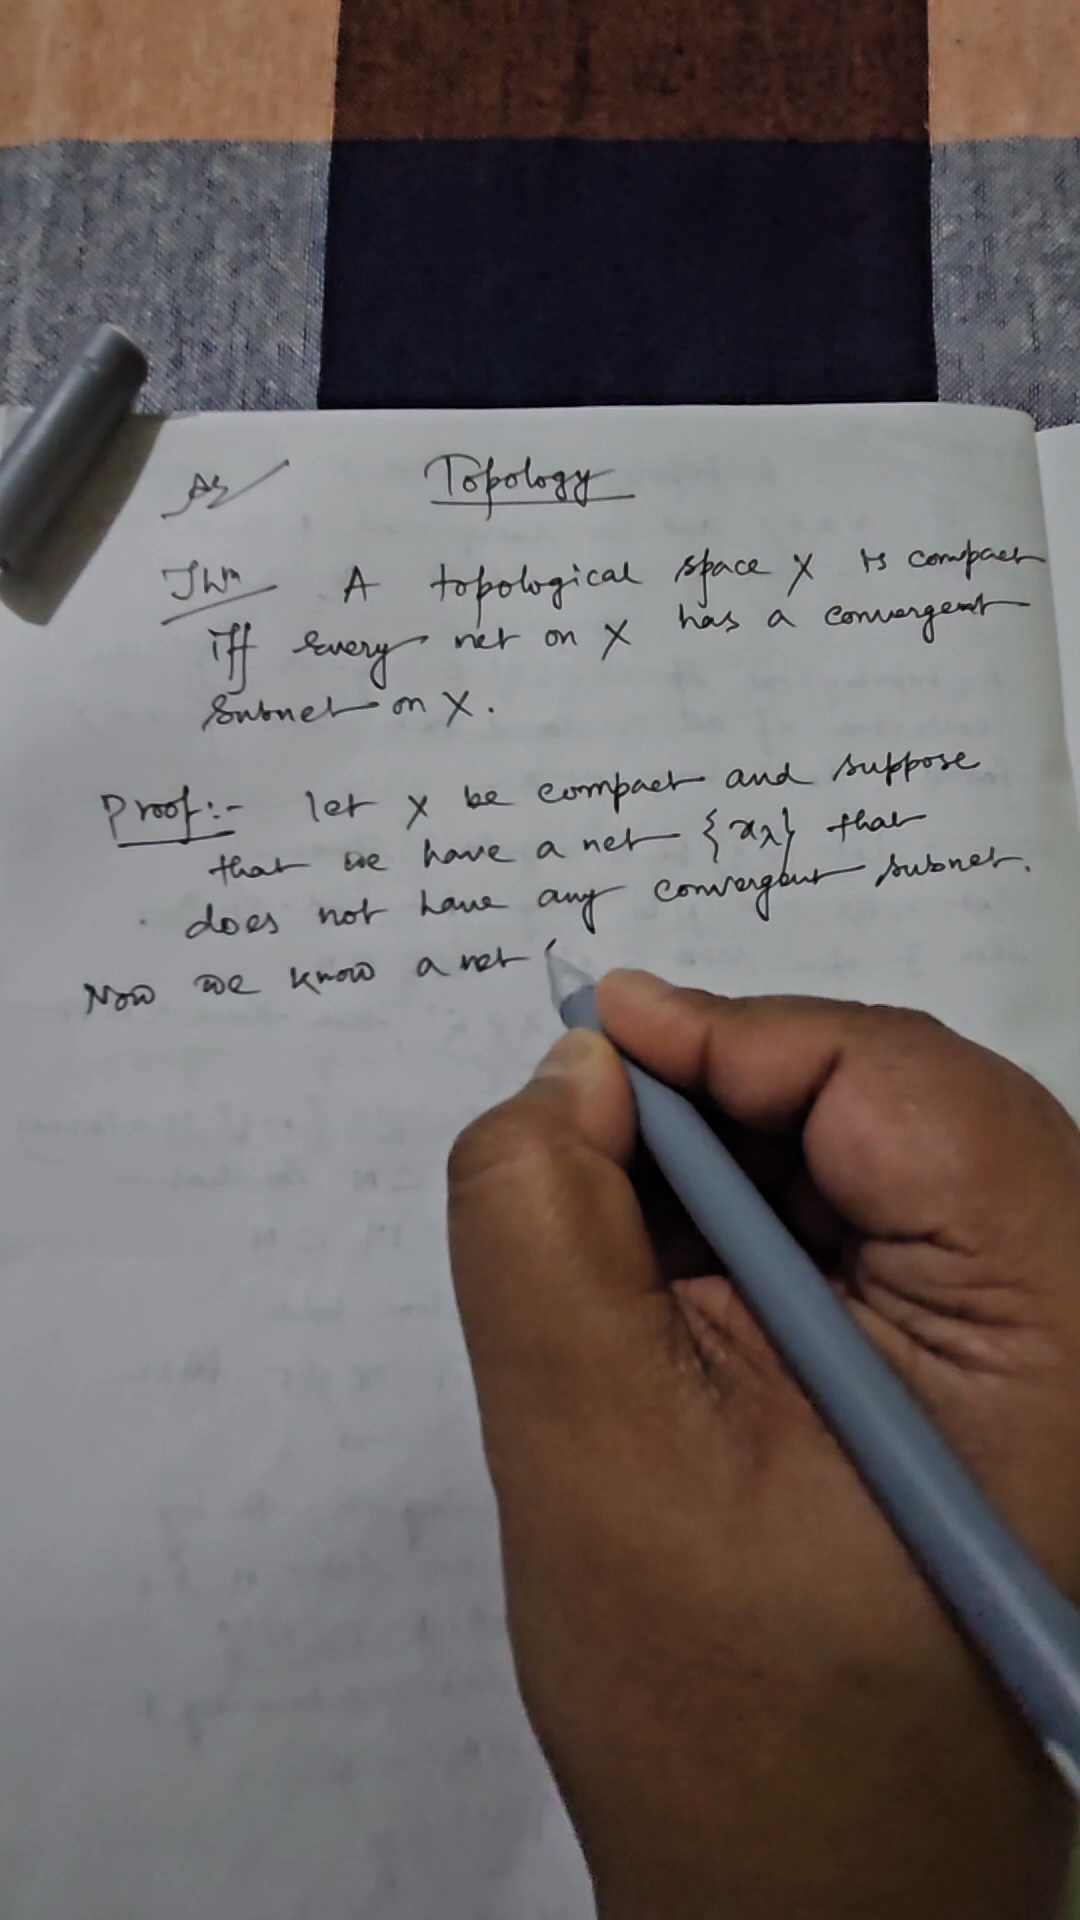 Topology
Thm A topological space X is compact
iff every net on X has a convergent
subnet on X.
Proof:- let X be compact and suppose
that we have a net {xλ} that
does not have any convergent subnet.
Now we know a net